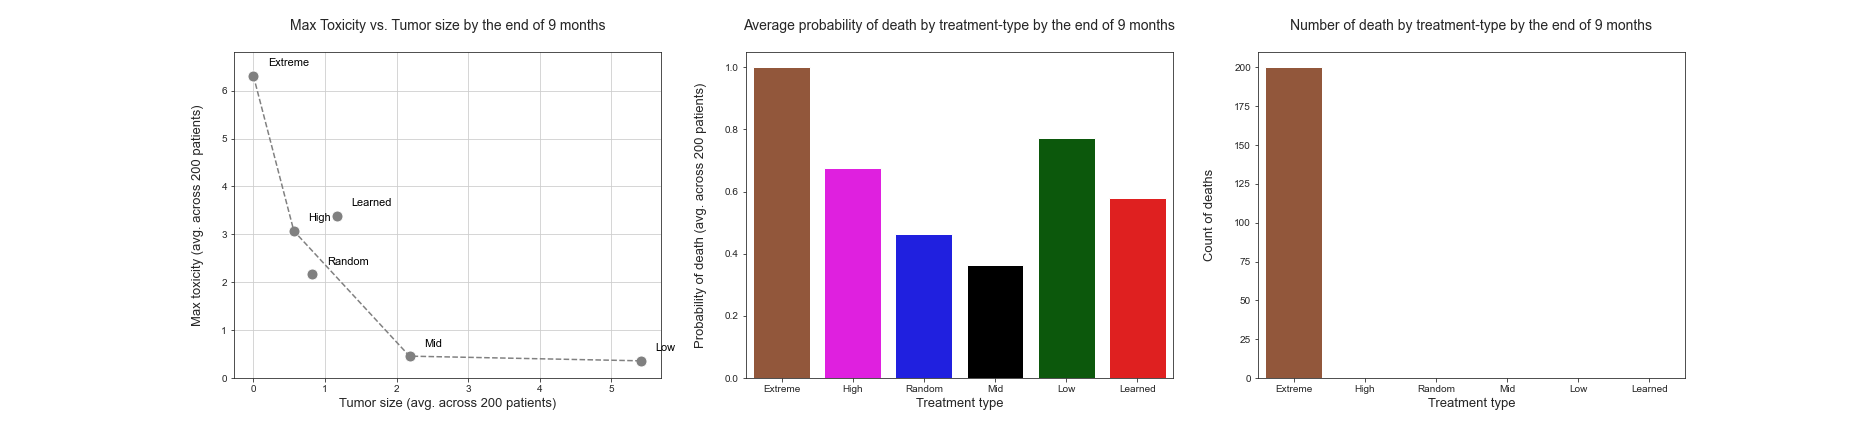 Max Toxicity vs. Tumor size by the end of 9 months
Max toxicity (avg. across 200 patients)
6
5
4
3
2
1
0
Extreme
High
Learned
Random
Mid
Low
0 1 2 3 4 5
Tumor size (avg. across 200 patients)
Average probability of death by treatment-type by the end of 9 months
Probability of death (avg. across 200 patients)
1.0
0.8
0.6
0.4
0.2
0.0
Extreme High Random Mid Low Learned
Treatment type
Number of death by treatment-type by the end of 9 months
Count of deaths
200
175
150
125
100
75
50
25
0
Extreme High Random Mid Low Learned
Treatment type